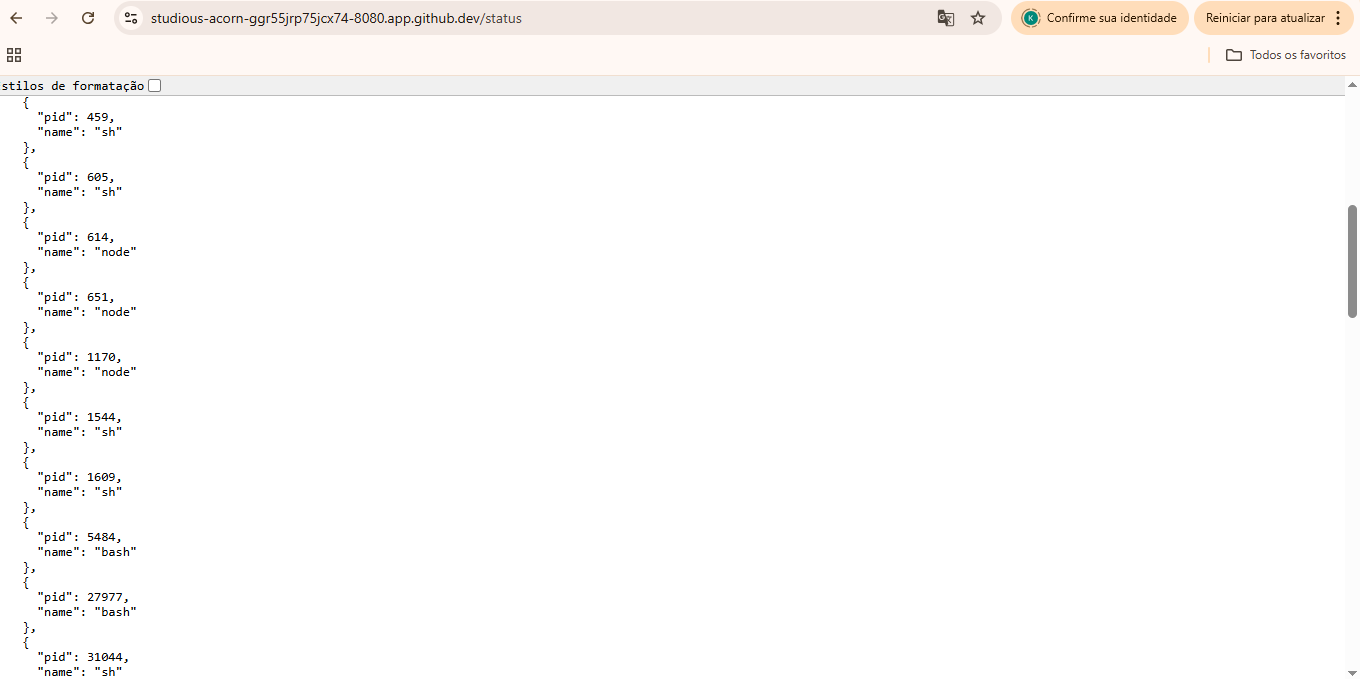 studious-acorn-ggr55jrp75jcx74-8080.app.github.dev/status
Confirme sua identidade
Reiniciar para atualizar
Todos os favoritos
stilos de formatação
{
"pid": 459,
"name": "sh"
},
{
"pid": 605,
"name": "sh"
},
{
"pid": 614,
"name": "node"
},
{
"pid": 651,
"name": "node"
},
{
"pid": 1170,
"name": "node"
},
{
"pid": 1544,
"name": "sh"
},
{
"pid": 1609,
"name": "sh"
},
{
"pid": 5484,
"name": "bash"
},
{
"pid": 27977,
"name": "bash"
},
{
"pid": 31044,
"name": "sh"